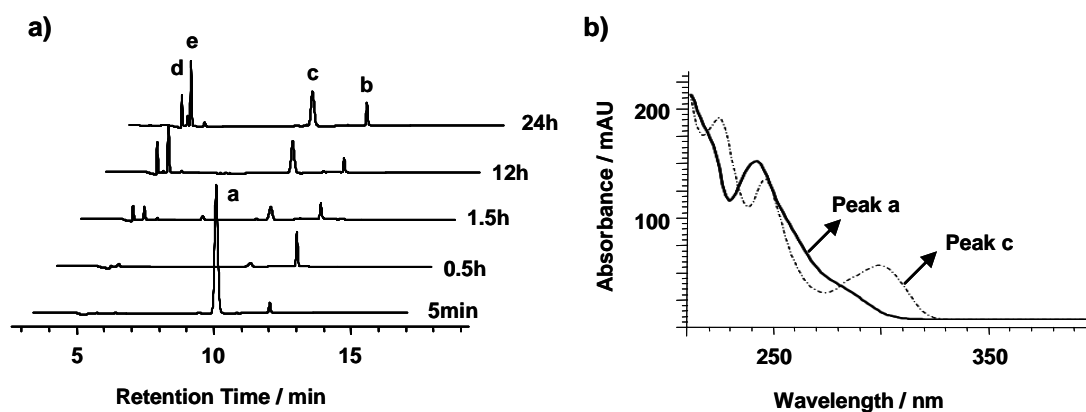 a)
e
d
c
b
24h
12h
a
1.5h
0.5h
5min
5
10
15
Retention Time / min
b)
200
100
Absorbance / mAU
Peak a
Peak c
250
350
Wavelength / nm